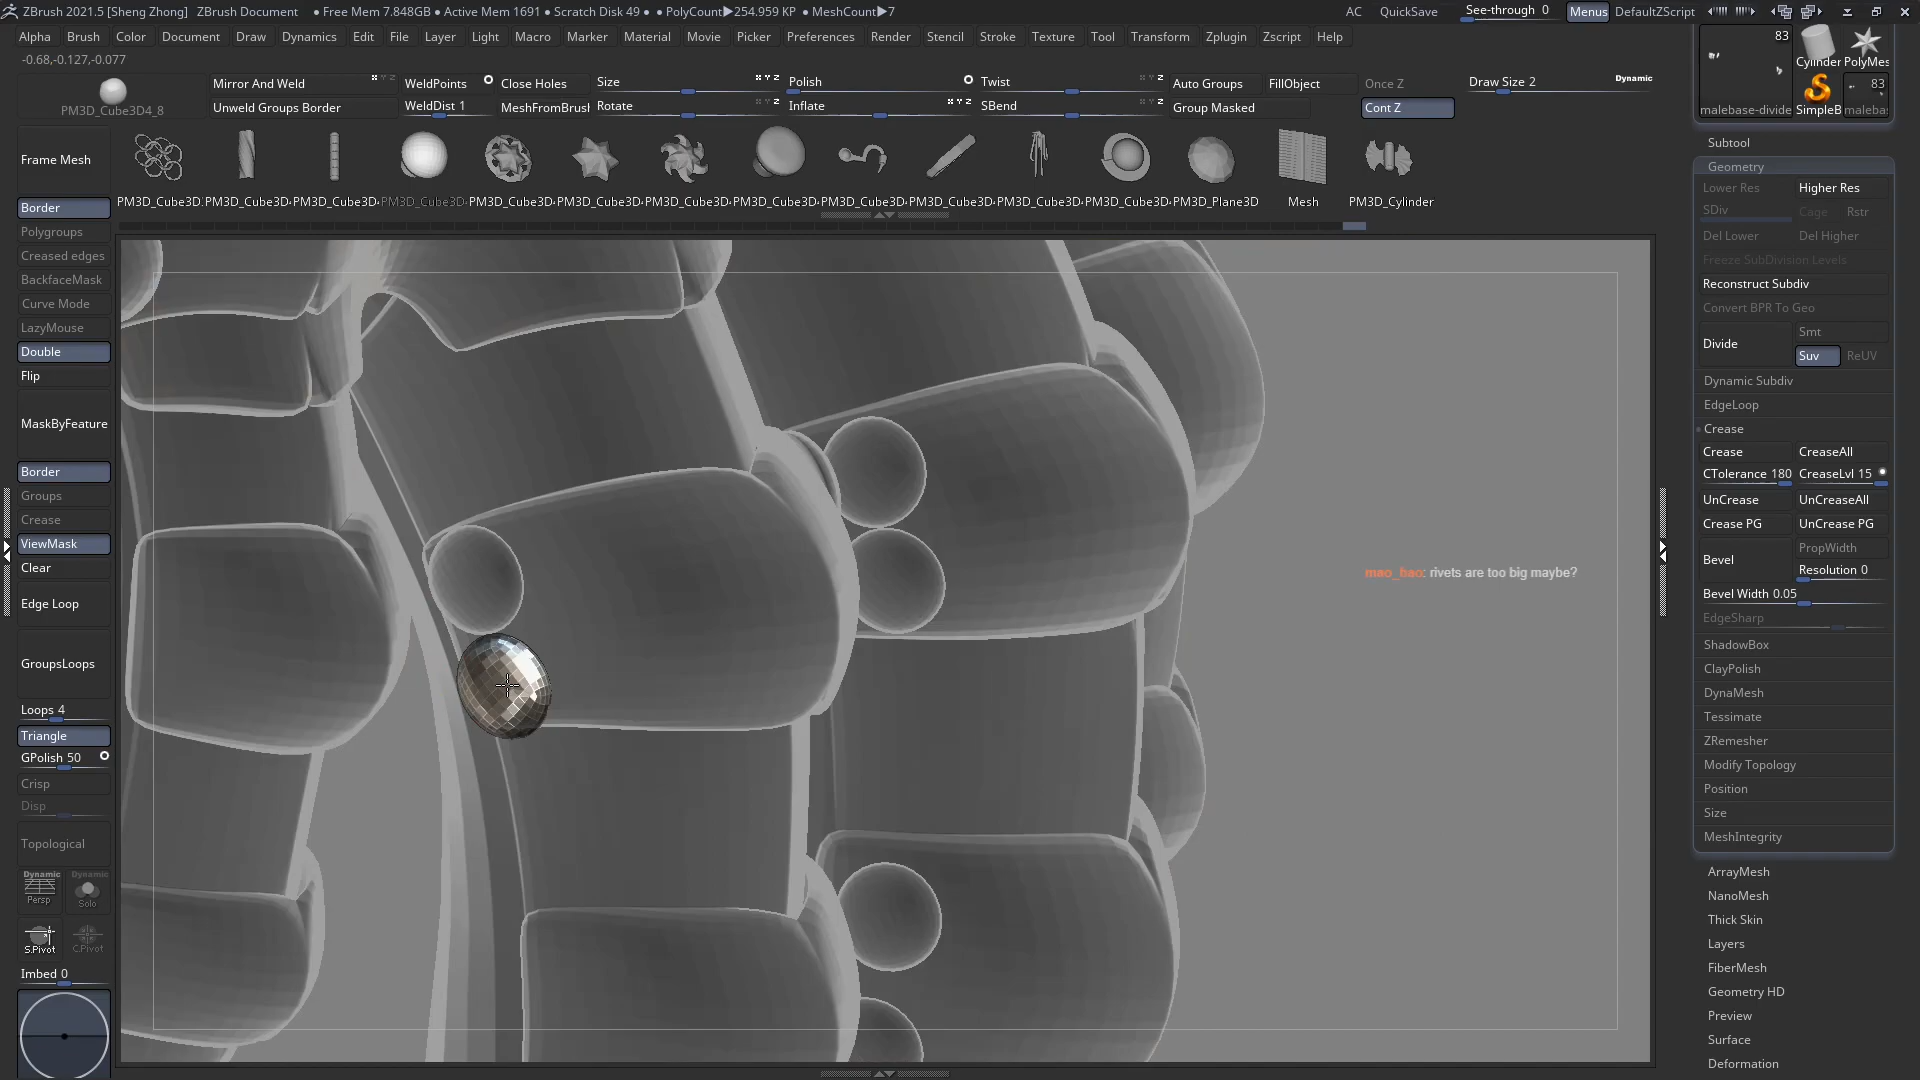 ZBrush 2021.5 [Sheng Zhong] ZBrush Document • Free Mem 7.848GB • Active Mem 1691 • Scratch Disk 49 • • PolyCount▶254.959 KP • MeshCount▶7 AC QuickSave See-through 0 Menus DefaultZScript
Alpha Brush Color Document Draw Dynamics Edit File Layer Light Macro Marker Material Movie Picker Preferences Render Stencil Stroke Texture Tool Transform Zplugin Zscript Help
-0.68,-0.127,-0.077
PM3D_Cube3D4_8
Mirror And Weld WeldPoints Close Holes Size Polish Twist Auto Groups FillObject Once Z Draw Size 2 Dynamic
Unweld Groups Border WeldDist 1 MeshFromBrusl Rotate Inflate SBend Group Masked Cont Z
PM3D_Cube3D PM3D_Cube3D PM3D_Cube3D PM3D_Cube3D PM3D_Cube3D PM3D_Cube3D PM3D_Cube3D PM3D_Cube3D PM3D_Cube3D PM3D_Cube3D PM3D_Cube3D PM3D_Cube3D PM3D_Plane3D Mesh PM3D_Cylinder
Frame Mesh
Border
Polygroups
Creased edges
BackfaceMask
Curve Mode
LazyMouse
Double
Flip
MaskByFeature
Border
Groups
Crease
ViewMask
Clear
Edge Loop
GroupsLoops
Loops 4
Triangle
GPolish 50
Crisp
Disp
Topological
Dynamic Dynamic
Persp Solo
S.Pivot C.Pivot
Imbed 0
mao_hao: rivets are too big maybe?
83
Cylinder PolyMes
83
malebase-divide SimpleB malebas
Subtool
Geometry
Lower Res Higher Res
SDiv Cage Rstr
Del Lower Del Higher
Freeze SubDivision Levels
Reconstruct Subdiv
Convert BPR To Geo
Divide Smt
Suv ReUV
Dynamic Subdiv
EdgeLoop
Crease
Crease CreaseAll
CTolerance 180 CreaseLvl 15
UnCrease UnCreaseAll
Crease PG UnCrease PG
Bevel PropWidth
Resolution 0
Bevel Width 0.05
EdgeSharp
ShadowBox
ClayPolish
DynaMesh
Tessimate
ZRemesher
Modify Topology
Position
Size
MeshIntegrity
ArrayMesh
NanoMesh
Thick Skin
Layers
FiberMesh
Geometry HD
Preview
Surface
Deformation